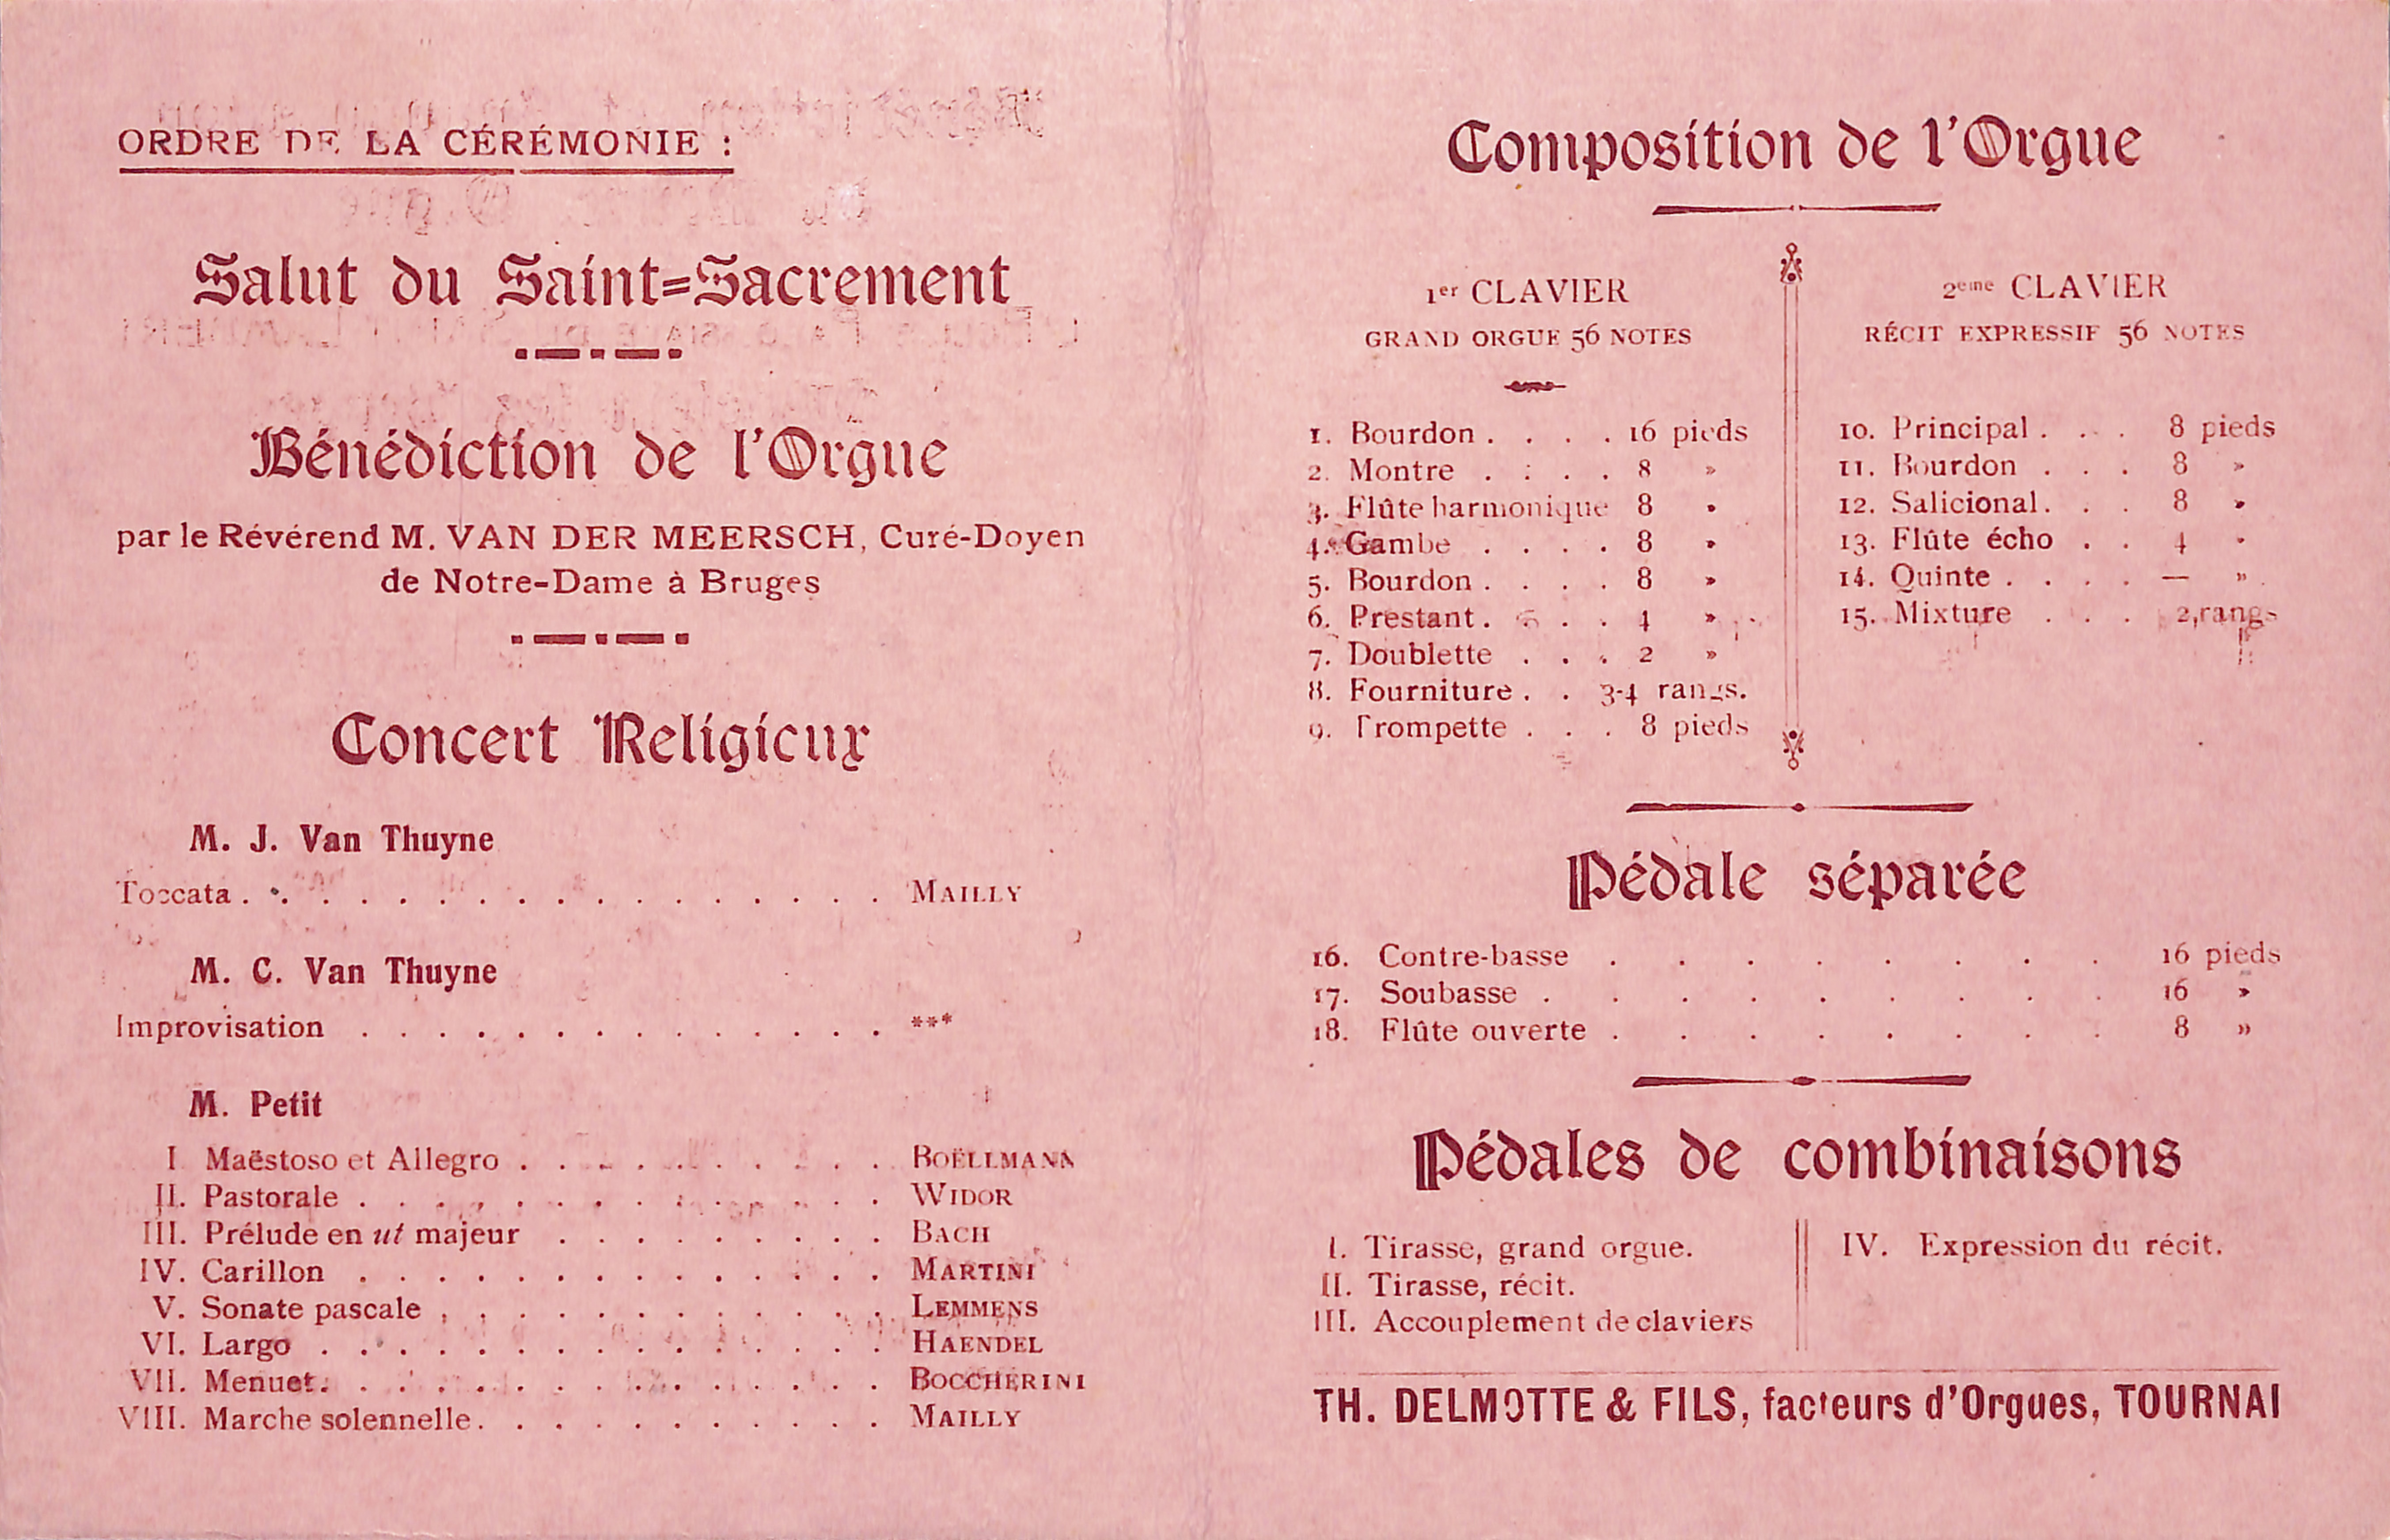 ORDRE DE LA CÉRÉMONIE :
Salut du Saint=Sacrement
Bénédiction de l'Orgue
par le Révérend M. VAN DER MEERSCH, Curé-Doyen
de Notre-Dame à Bruges
Concert Religieux
M. J. Van Thuyne
Toccata . . . . . . . . . . . . . . . . . MAILLY
M. C. Van Thuyne
Improvisation . . . . . . . . . . . . . . ***
M. Petit
I Maëstoso et Allegro . . . . . . . . . . BOËLLMANN
II. Pastorale . . . . . . . . . . . . . . WIDOR
III. Prélude en ut majeur . . . . . . . . . BACH
IV. Carillon . . . . . . . . . . . . . . MARTINI
V. Sonate pascale . . . . . . . . . . . . LEMMENS
VI. Largo . . . . . . . . . . . . . . . HAENDEL
VII. Menuet. . . . . . . . . . . . . . . BOCCHERINI
VIII. Marche solennelle. . . . . . . . . . . MAILLY
Composition de l'Orgue
1er CLAVIER
GRAND ORGUE 56 NOTES
1. Bourdon . . . . 16 pieds
2. Montre . . . . 8 »
3. Flûte harmonique 8 »
4. Gambe . . . . 8 »
5. Bourdon . . . . 8 »
6. Prestant . . . . 4 »
7. Doublette . . . 2 »
8. Fourniture . . 3-4 rangs.
9. Trompette . . . 8 pieds
2eme CLAVIER
RÉCIT EXPRESSIF 56 NOTES
10. Principal . . . 8 pieds
11. Bourdon . . . 8 »
12. Salicional . . . 8 »
13. Flûte écho . . 4 »
14. Quinte . . . . — »
15. Mixture . . . 2 rangs
Pédale séparée
16. Contre-basse . . . . . . . . 16 pieds
17. Soubasse . . . . . . . . . 16 »
18. Flûte ouverte . . . . . . . . 8 »
Pédales de combinaisons
I. Tirasse, grand orgue.
II. Tirasse, récit.
III. Accouplement de claviers
IV. Expression du récit.
TH. DELMOTTE & FILS, facteurs d'Orgues, TOURNAI